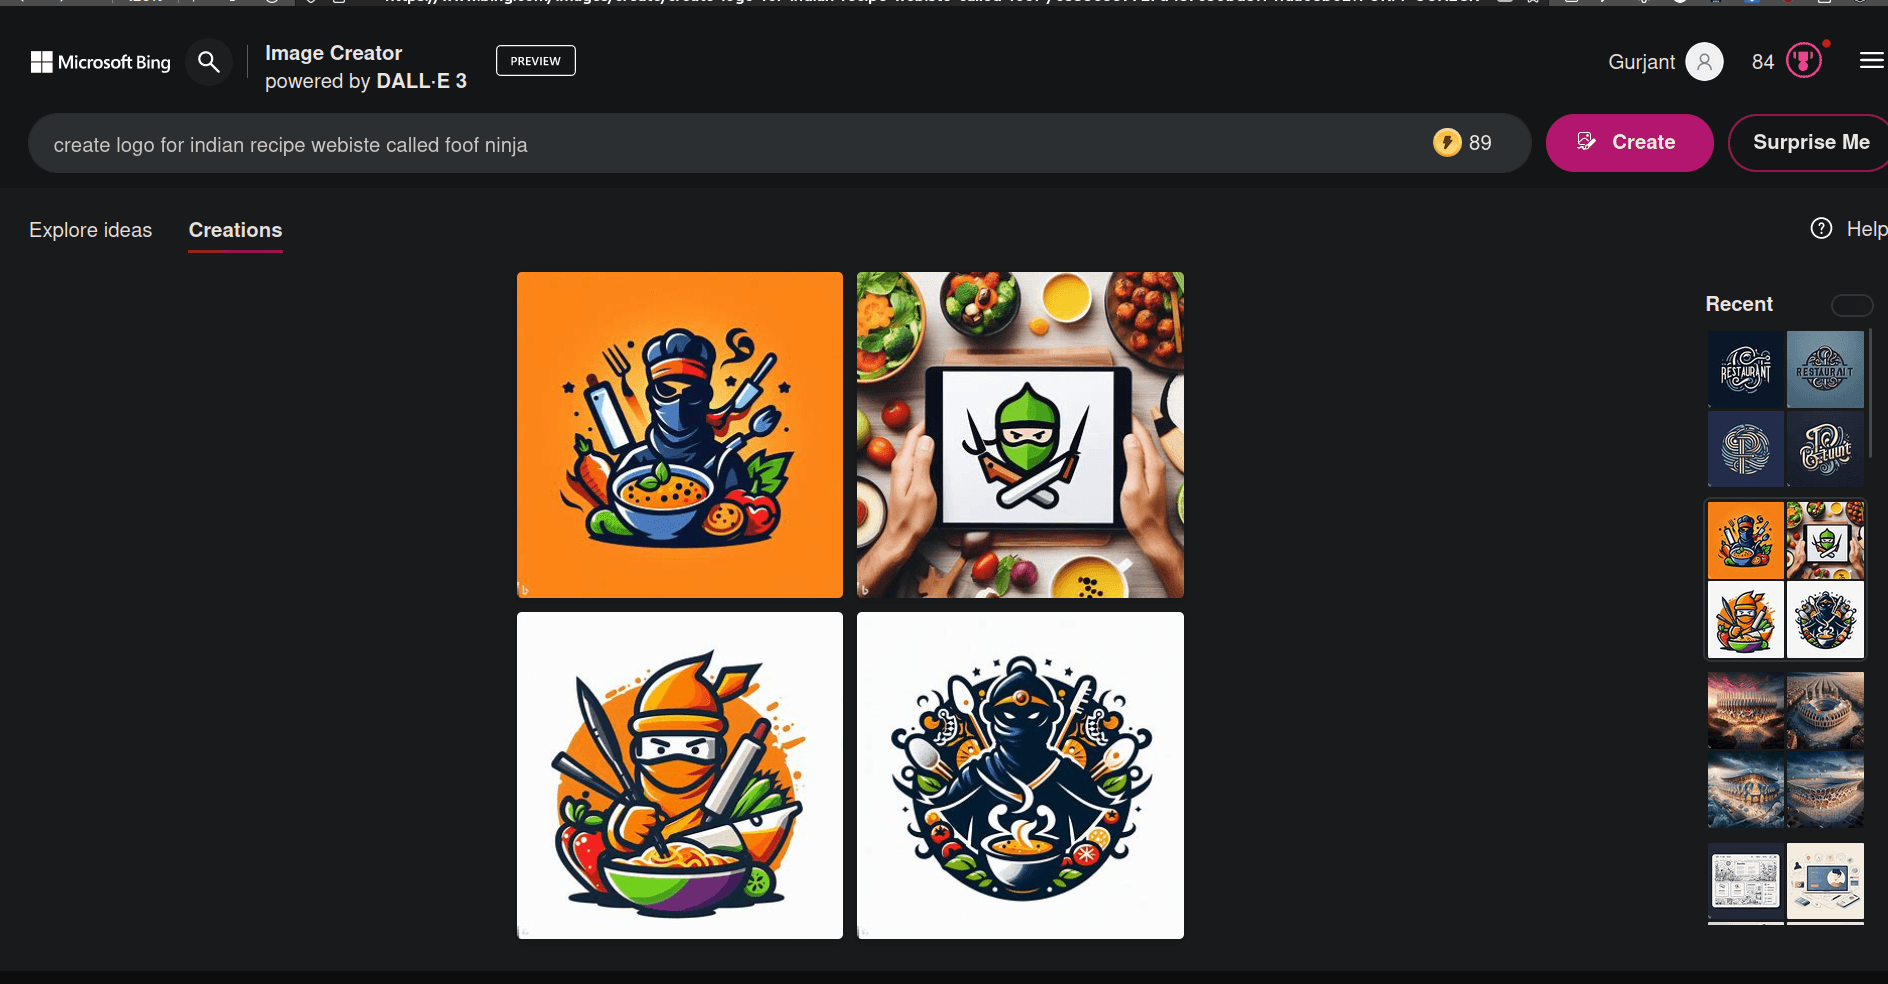 Microsoft Bing
Image Creator
powered by DALL·E 3
PREVIEW
Gurjant
84
create logo for indian recipe webiste called foof ninja
89
Create
Surprise Me
Explore ideas
Creations
Help
Recent
RESTAURANT